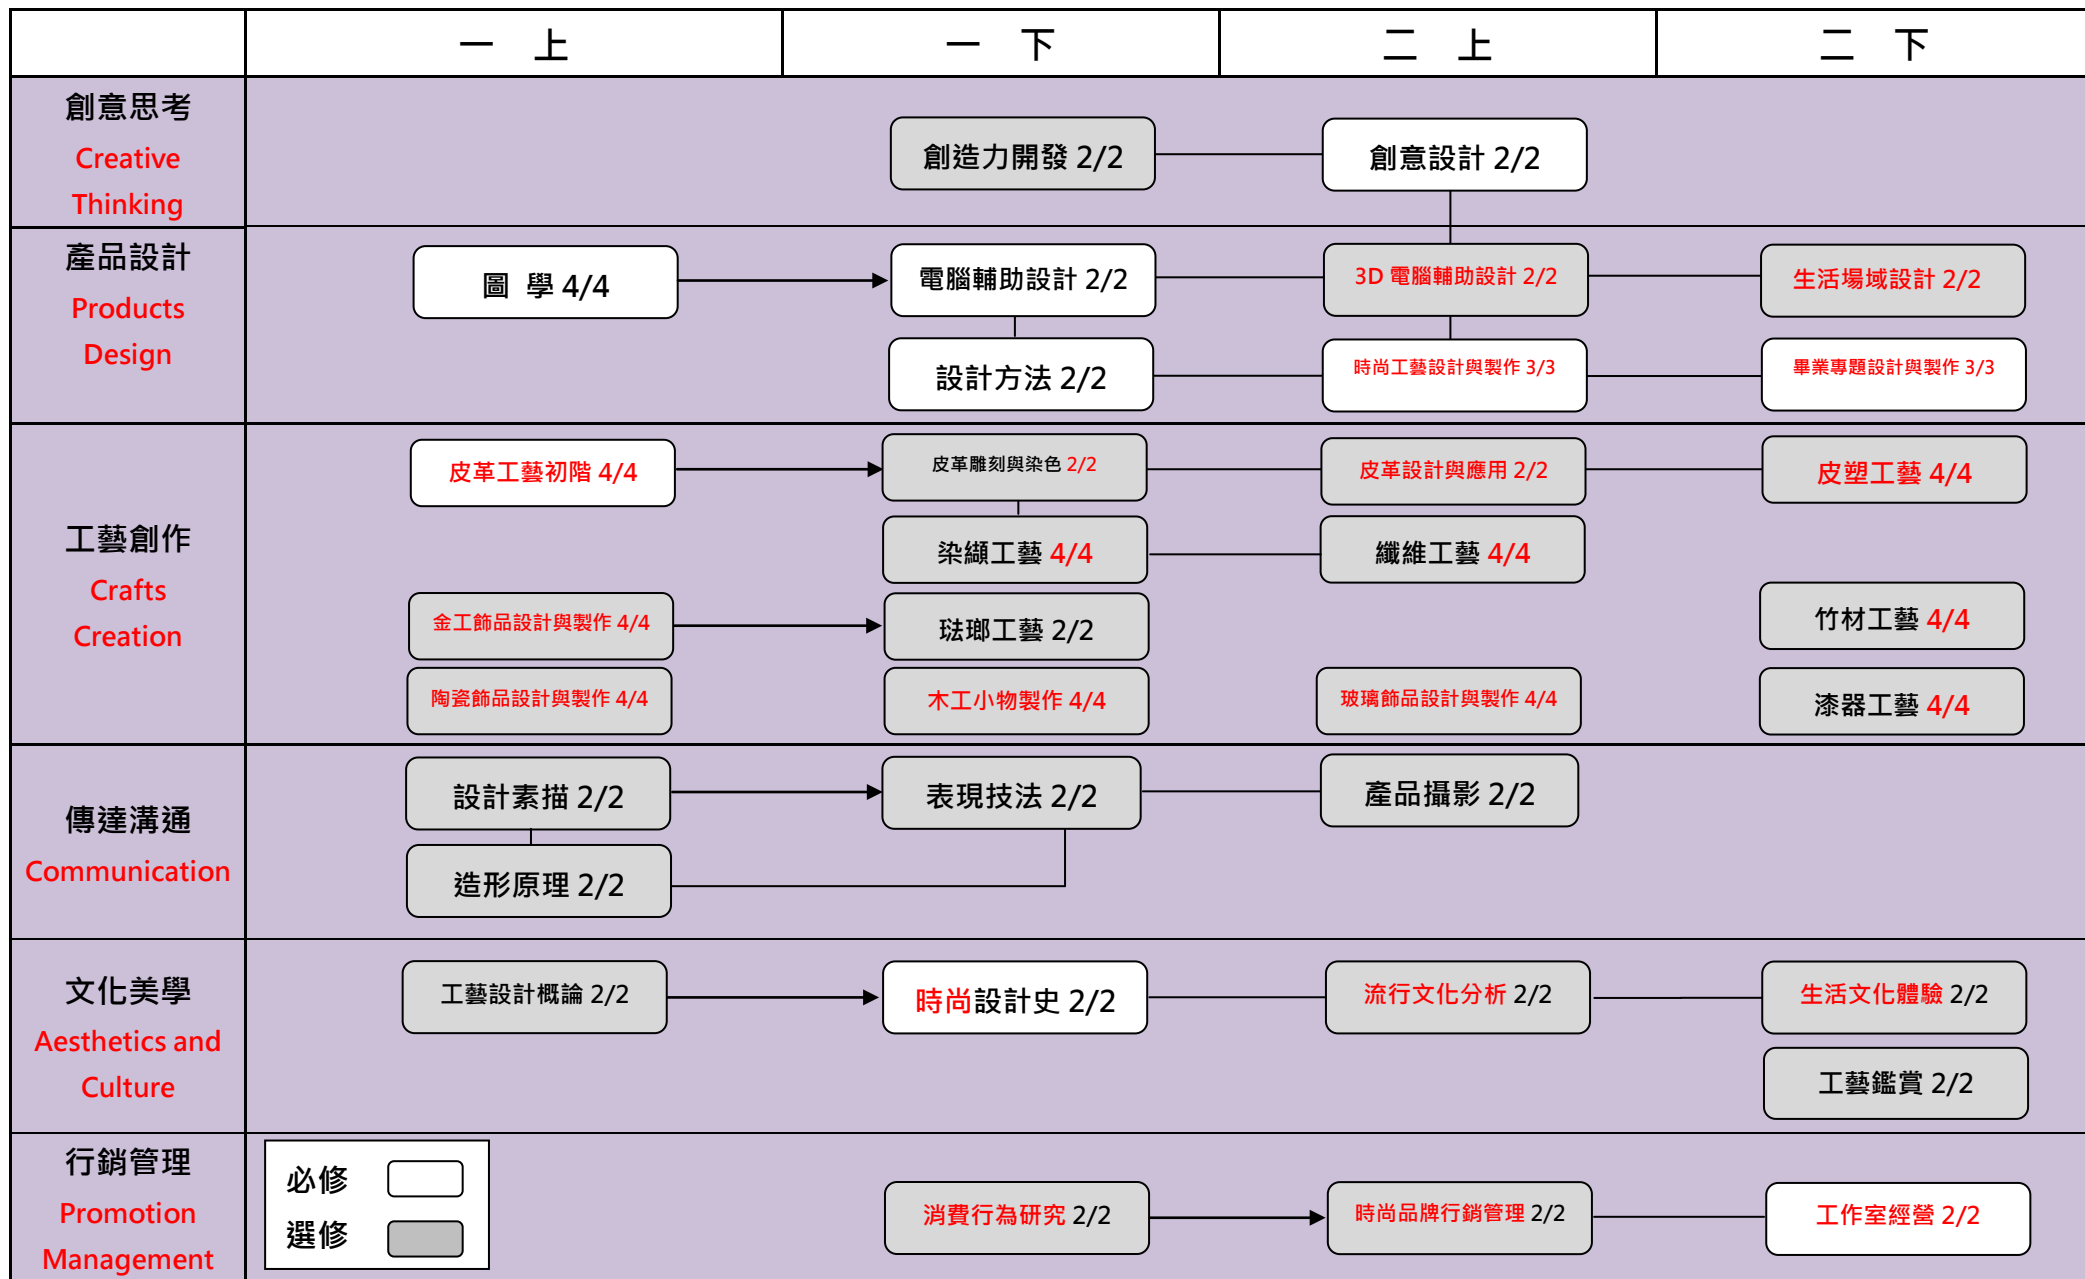 一 上
一 下
二 上
二 下
創意思考
Creative
Thinking
創造力開發 2/2
創意設計 2/2
產品設計
Products
Design
圖 學 4/4
電腦輔助設計 2/2
3D 電腦輔助設計 2/2
生活場域設計 2/2
設計方法 2/2
時尚工藝設計與製作 3/3
畢業專題設計與製作 3/3
工藝創作
Crafts
Creation
皮革工藝初階 4/4
皮革雕刻與染色 2/2
皮革設計與應用 2/2
皮塑工藝 4/4
染纈工藝 4/4
纖維工藝 4/4
金工飾品設計與製作 4/4
琺瑯工藝 2/2
竹材工藝 4/4
陶瓷飾品設計與製作 4/4
木工小物製作 4/4
玻璃飾品設計與製作 4/4
漆器工藝 4/4
傳達溝通
Communication
設計素描 2/2
表現技法 2/2
產品攝影 2/2
造形原理 2/2
文化美學
Aesthetics and
Culture
工藝設計概論 2/2
時尚設計史 2/2
流行文化分析 2/2
生活文化體驗 2/2
工藝鑑賞 2/2
行銷管理
Promotion
Management
必修
選修
消費行為研究 2/2
時尚品牌行銷管理 2/2
工作室經營 2/2